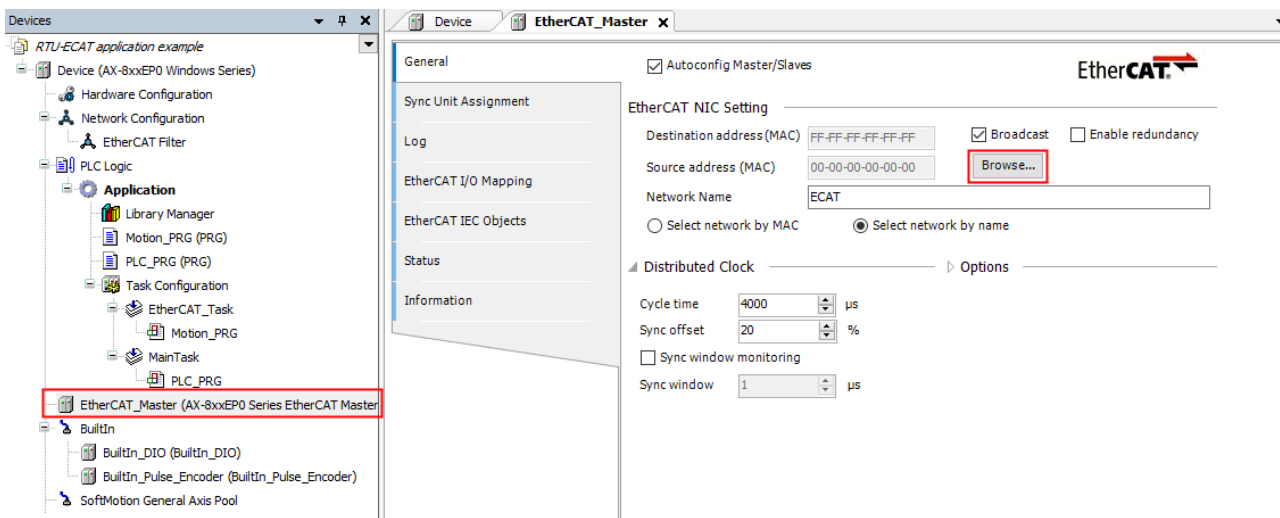 Devices
RTU-ECAT application example
Device (AX-8xxEP0 Windows Series)
Hardware Configuration
Network Configuration
EtherCAT Filter
PLC Logic
Application
Library Manager
Motion_PRG (PRG)
PLC_PRG (PRG)
Task Configuration
EtherCAT_Task
Motion_PRG
MainTask
PLC_PRG
EtherCAT_Master (AX-8xxEP0 Series EtherCAT Master
BuiltIn
BuiltIn_DIO (BuiltIn_DIO)
BuiltIn_Pulse_Encoder (BuiltIn_Pulse_Encoder)
SoftMotion General Axis Pool
Device
EtherCAT_Master
General
Sync Unit Assignment
Log
EtherCAT I/O Mapping
EtherCAT IEC Objects
Status
Information
Autoconfig Master/Slaves
EtherCAT.
EtherCAT NIC Setting
Destination address (MAC) FF-FF-FF-FF-FF-FF Broadcast Enable redundancy
Source address (MAC) 00-00-00-00-00-00 Browse...
Network Name ECAT
Select network by MAC Select network by name
Distributed Clock Options
Cycle time 4000 µs
Sync offset 20 %
Sync window monitoring
Sync window 1 µs